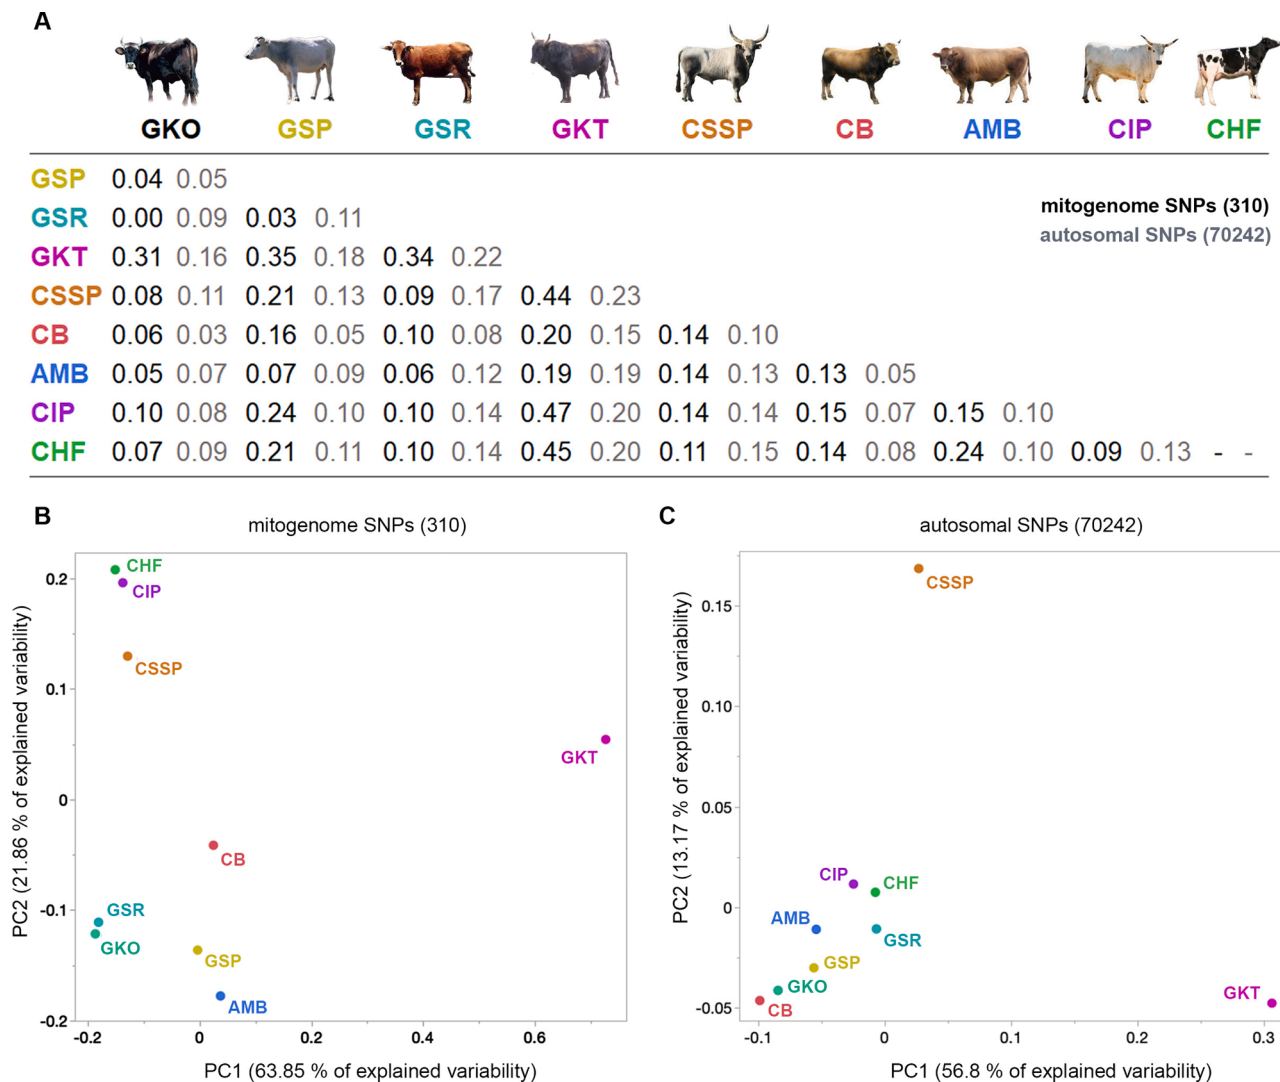 A
GKO GSP GSR GKT CSSP CB AMB CIP CHF
GSP 0.04 0.05
mitogenome SNPs (310)
GSR 0.00 0.09 0.03 0.11
autosomal SNPs (70242)
GKT 0.31 0.16 0.35 0.18 0.34 0.22
CSSP 0.08 0.11 0.21 0.13 0.09 0.17 0.44 0.23
CB 0.06 0.03 0.16 0.05 0.10 0.08 0.20 0.15 0.14 0.10
AMB 0.05 0.07 0.07 0.09 0.06 0.12 0.19 0.19 0.14 0.13 0.13 0.05
CIP 0.10 0.08 0.24 0.10 0.10 0.14 0.47 0.20 0.14 0.14 0.15 0.07 0.15 0.10
CHF 0.07 0.09 0.21 0.11 0.10 0.14 0.45 0.20 0.11 0.15 0.14 0.08 0.24 0.10 0.09 0.13 - -
B
mitogenome SNPs (310)
PC2 (21.86 % of explained variability)
0.2
0.1
0
-0.1
-0.2
CHF
CIP
CSSP
GKT
CB
GSR
GKO
GSP
AMB
-0.2 0 0.2 0.4 0.6
PC1 (63.85 % of explained variability)
C
autosomal SNPs (70242)
PC2 (13.17 % of explained variability)
0.15
0.10
0.05
0
-0.05
CSSP
CIP
CHF
AMB
GSR
GSP
GKO
CB
GKT
-0.1 0 0.1 0.2 0.3
PC1 (56.8 % of explained variability)